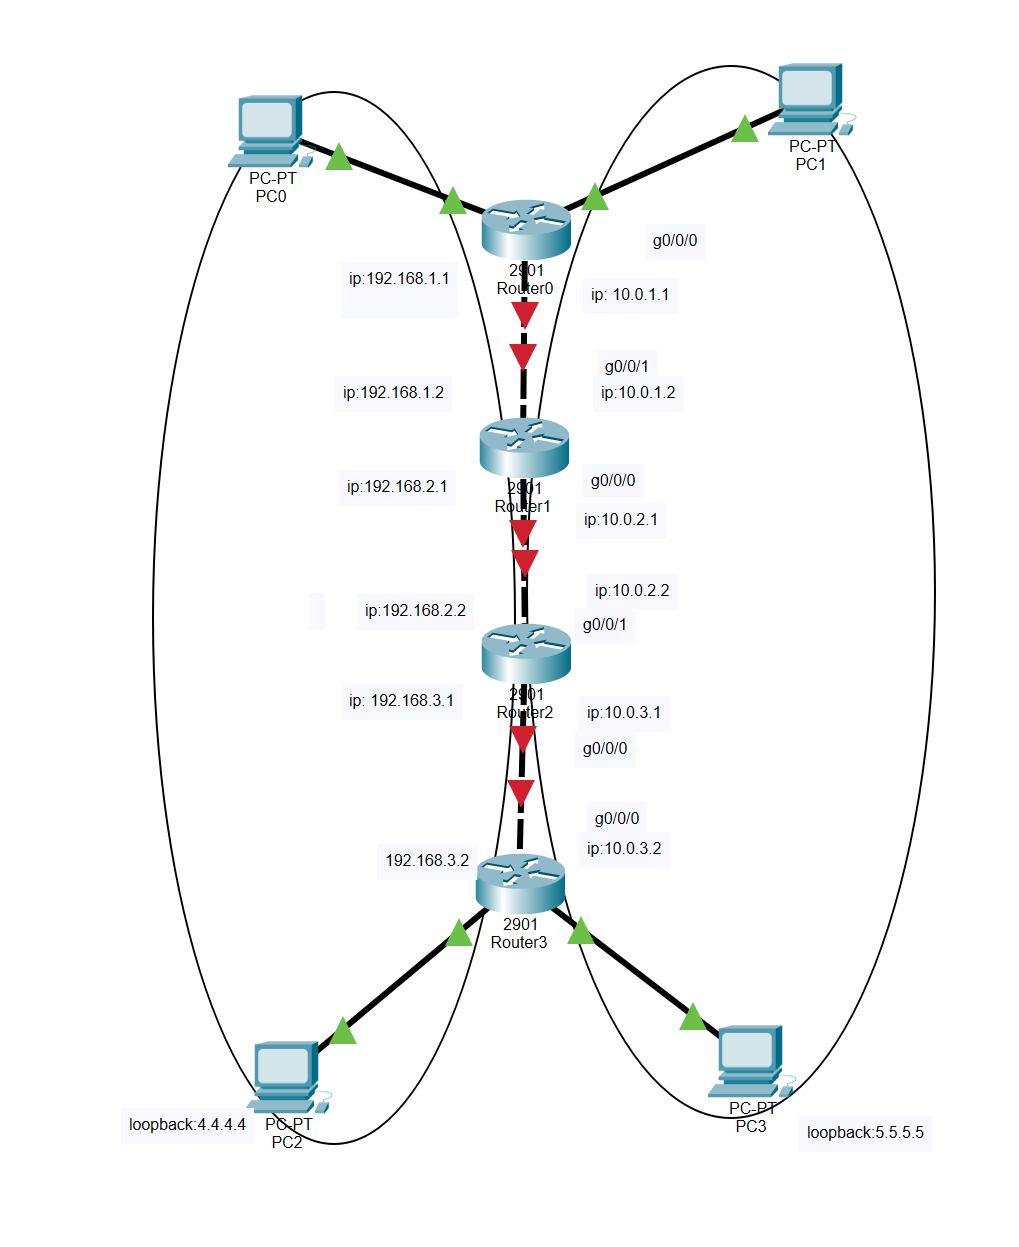 PC-PT
PC0
PC-PT
PC1
g0/0/0
2901
Router0
ip:192.168.1.1
ip: 10.0.1.1
g0/0/1
ip:192.168.1.2
ip:10.0.1.2
ip:192.168.2.1
g0/0/0
2901
Router1
ip:10.0.2.1
ip:10.0.2.2
ip:192.168.2.2
g0/0/1
ip: 192.168.3.1
2901
Router2
ip:10.0.3.1
g0/0/0
g0/0/0
ip:10.0.3.2
192.168.3.2
2901
Router3
PC-PT
PC3
loopback:4.4.4.4
PC-PT
PC2
loopback:5.5.5.5